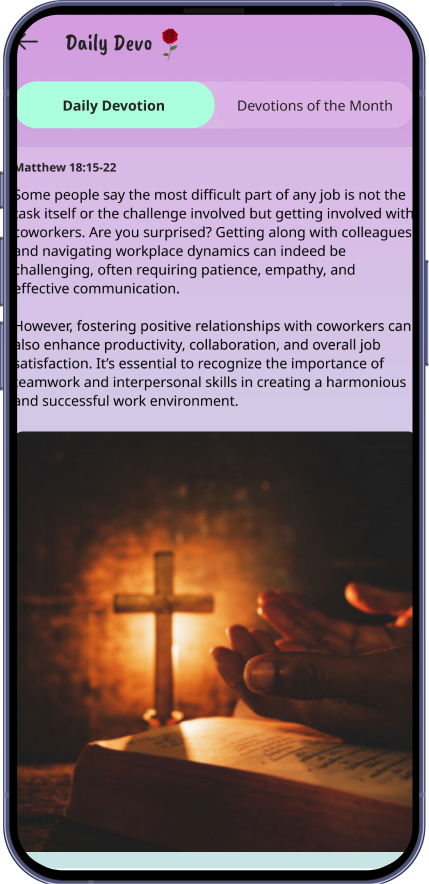 Daily Devo
Daily Devotion
Devotions of the Month
Matthew 18:15-22
Some people say the most difficult part of any job is not the
task itself or the challenge involved but getting involved with
coworkers. Are you surprised? Getting along with colleagues
and navigating workplace dynamics can indeed be
challenging, often requiring patience, empathy, and
effective communication.
However, fostering positive relationships with coworkers can
also enhance productivity, collaboration, and overall job
satisfaction. It’s essential to recognize the importance of
teamwork and interpersonal skills in creating a harmonious
and successful work environment.